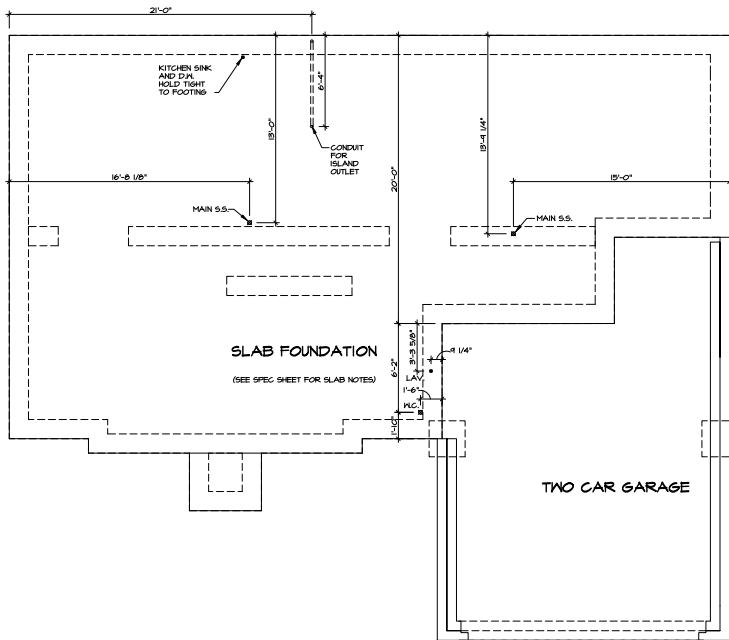 21'-0"
KITCHEN SINK
AND D.W.
HOLD TIGHT
TO FOOTING
6'-4"
13'-0"
CONDUIT
FOR
ISLAND
OUTLET
20'-0"
13'-9 1/4"
16'-8 1/8"
15'-0"
MAIN S.S.
MAIN S.S.
SLAB FOUNDATION
(SEE SPEC SHEET FOR SLAB NOTES)
3'-3 5/8"
9 1/4"
6'-2"
LAV.
1'-6"
W.C.
1'-10"
TWO CAR GARAGE